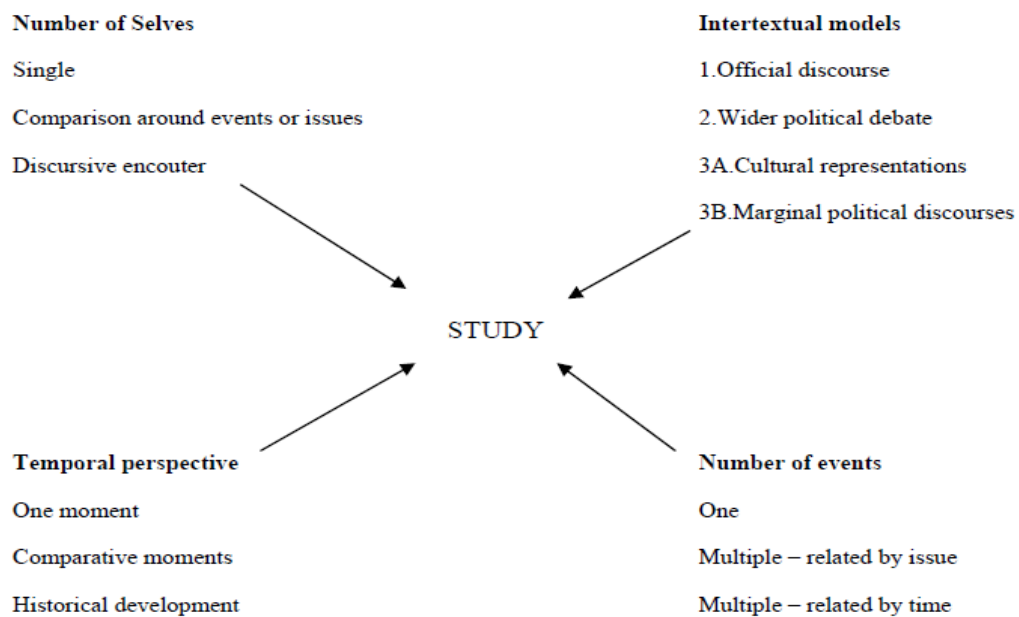 Number of Selves
Single
Comparison around events or issues
Discursive encouter
Intertextual models
1.Official discourse
2.Wider political debate
3A.Cultural representations
3B.Marginal political discourses
STUDY
Temporal perspective
One moment
Comparative moments
Historical development
Number of events
One
Multiple – related by issue
Multiple – related by time